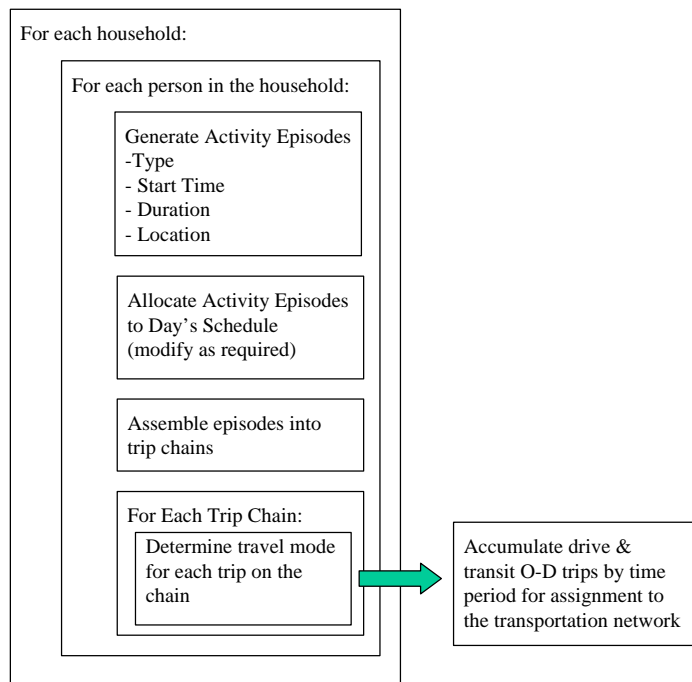 For each household:
For each person in the household:
Generate Activity Episodes
-Type
- Start Time
- Duration
- Location
Allocate Activity Episodes
to Day's Schedule
(modify as required)
Assemble episodes into
trip chains
For Each Trip Chain:
Determine travel mode
for each trip on the
chain
Accumulate drive &
transit O-D trips by time
period for assignment to
the transportation network